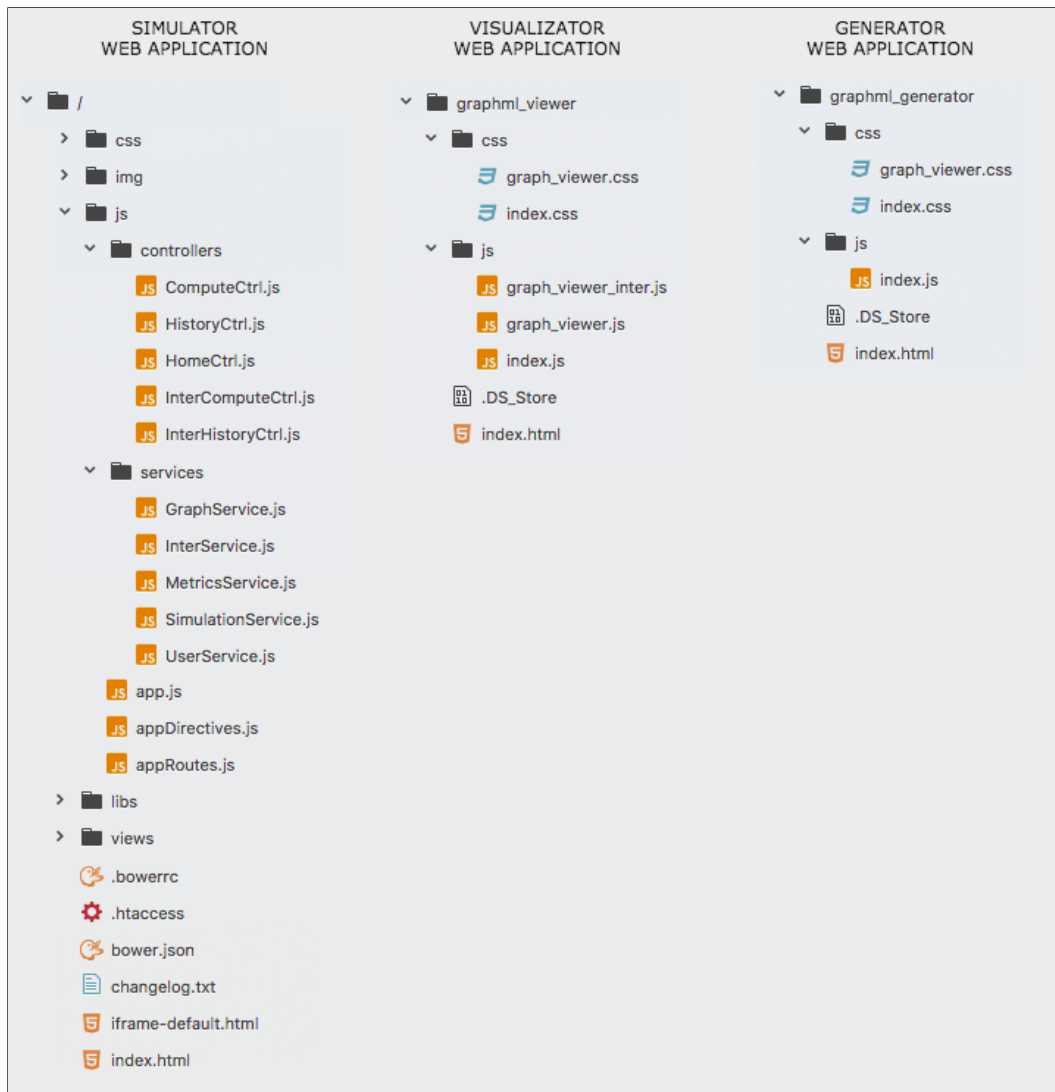 SIMULATOR
WEB APPLICATION
/
css
img
js
controllers
ComputeCtrl.js
HistoryCtrl.js
HomeCtrl.js
InterComputeCtrl.js
InterHistoryCtrl.js
services
GraphService.js
InterService.js
MetricsService.js
SimulationService.js
UserService.js
app.js
appDirectives.js
appRoutes.js
libs
views
.bowerrc
.htaccess
bower.json
changelog.txt
iframe-default.html
index.html
VISUALIZATOR
WEB APPLICATION
graphml_viewer
css
graph_viewer.css
index.css
js
graph_viewer_inter.js
graph_viewer.js
index.js
.DS_Store
index.html
GENERATOR
WEB APPLICATION
graphml_generator
css
graph_viewer.css
index.css
js
index.js
.DS_Store
index.html